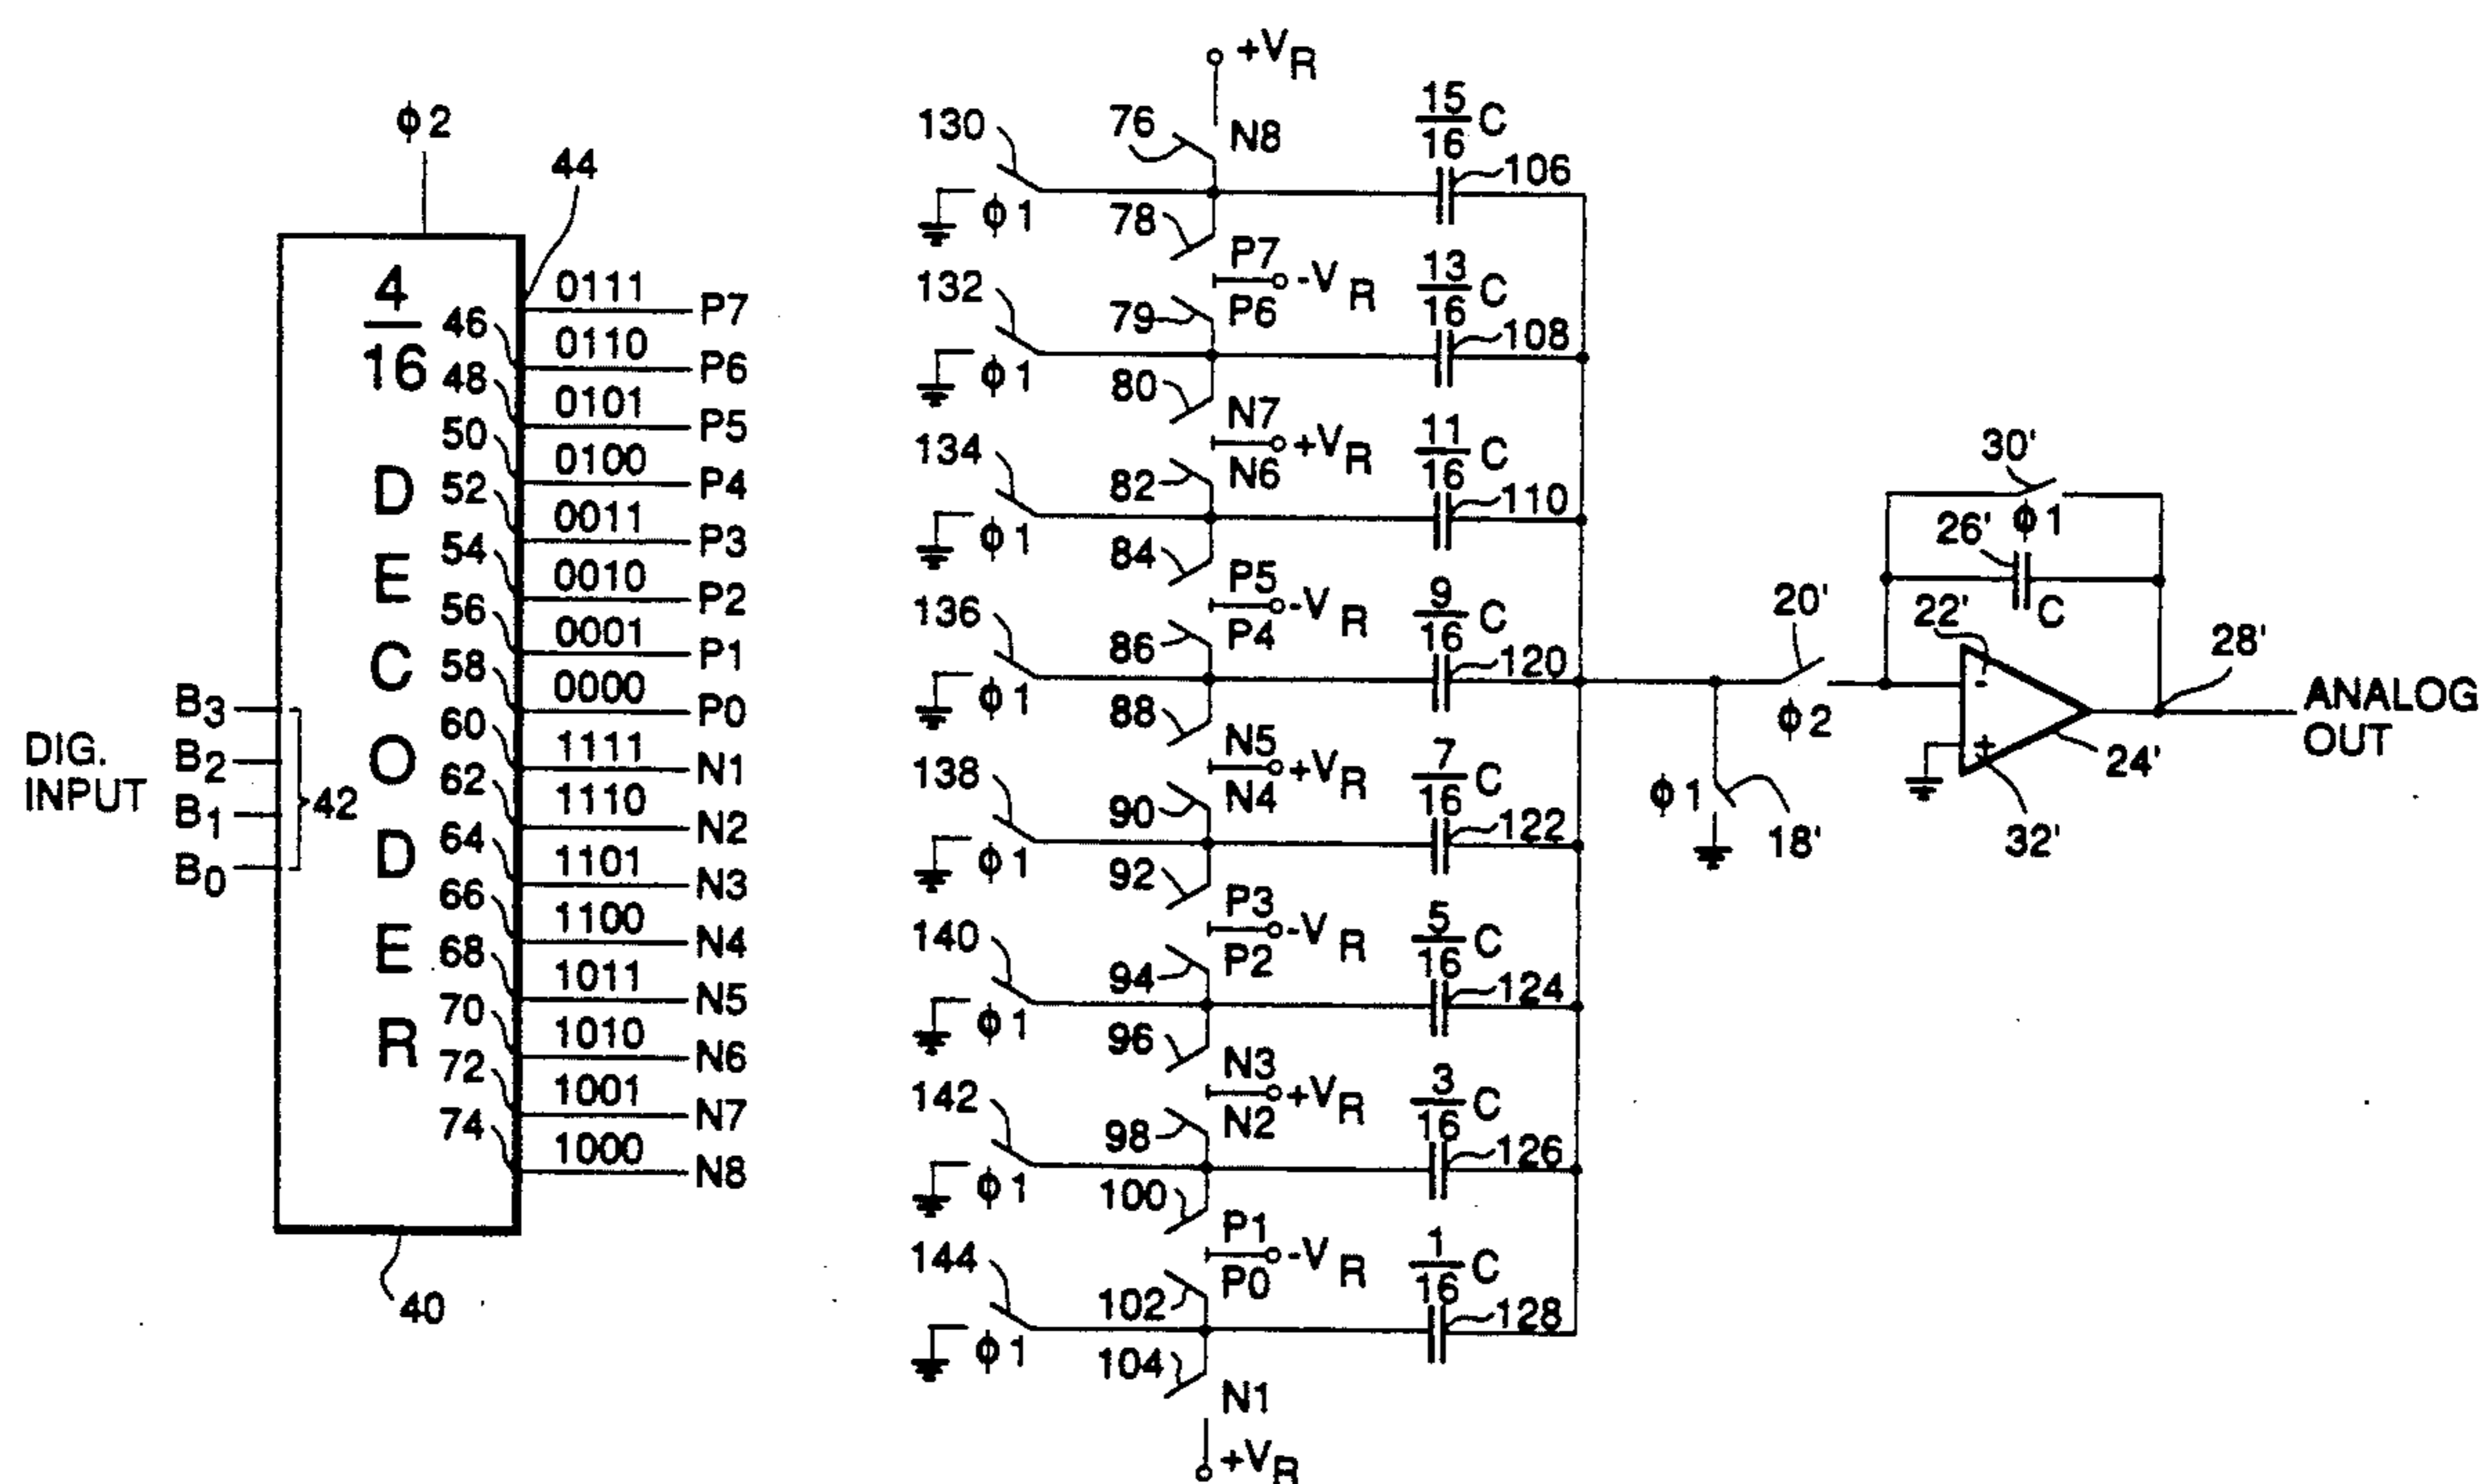 ϕ2
44
4
16
DECODER
40
DIG.
INPUT
B3
B2
B1
B0
42
0111 P7
46 0110 P6
48 0101 P5
50 0100 P4
52 0011 P3
54 0010 P2
56 0001 P1
58 0000 P0
60 1111 N1
62 1110 N2
64 1101 N3
66 1100 N4
68 1011 N5
70 1010 N6
72 1001 N7
74 1000 N8
+VR
130 76 N8 15/16 C 106
ϕ1 78 P7 -VR
132 79 P6 13/16 C 108
ϕ1 80 N7 +VR
134 82 N6 11/16 C 110
ϕ1 84 P5 -VR
136 86 P4 9/16 C 120
ϕ1 88 N5 +VR
138 90 N4 7/16 C 122
ϕ1 92 P3 -VR
140 94 P2 5/16 C 124
ϕ1 96 N3 +VR
142 98 N2 3/16 C 126
ϕ1 100 P1 -VR
144 102 P0 1/16 C 128
ϕ1 104 N1
+VR
30'
ϕ1
26'
C
20'
ϕ2
22'
-
+
28'
24'
32'
ϕ1
18'
ANALOG
OUT